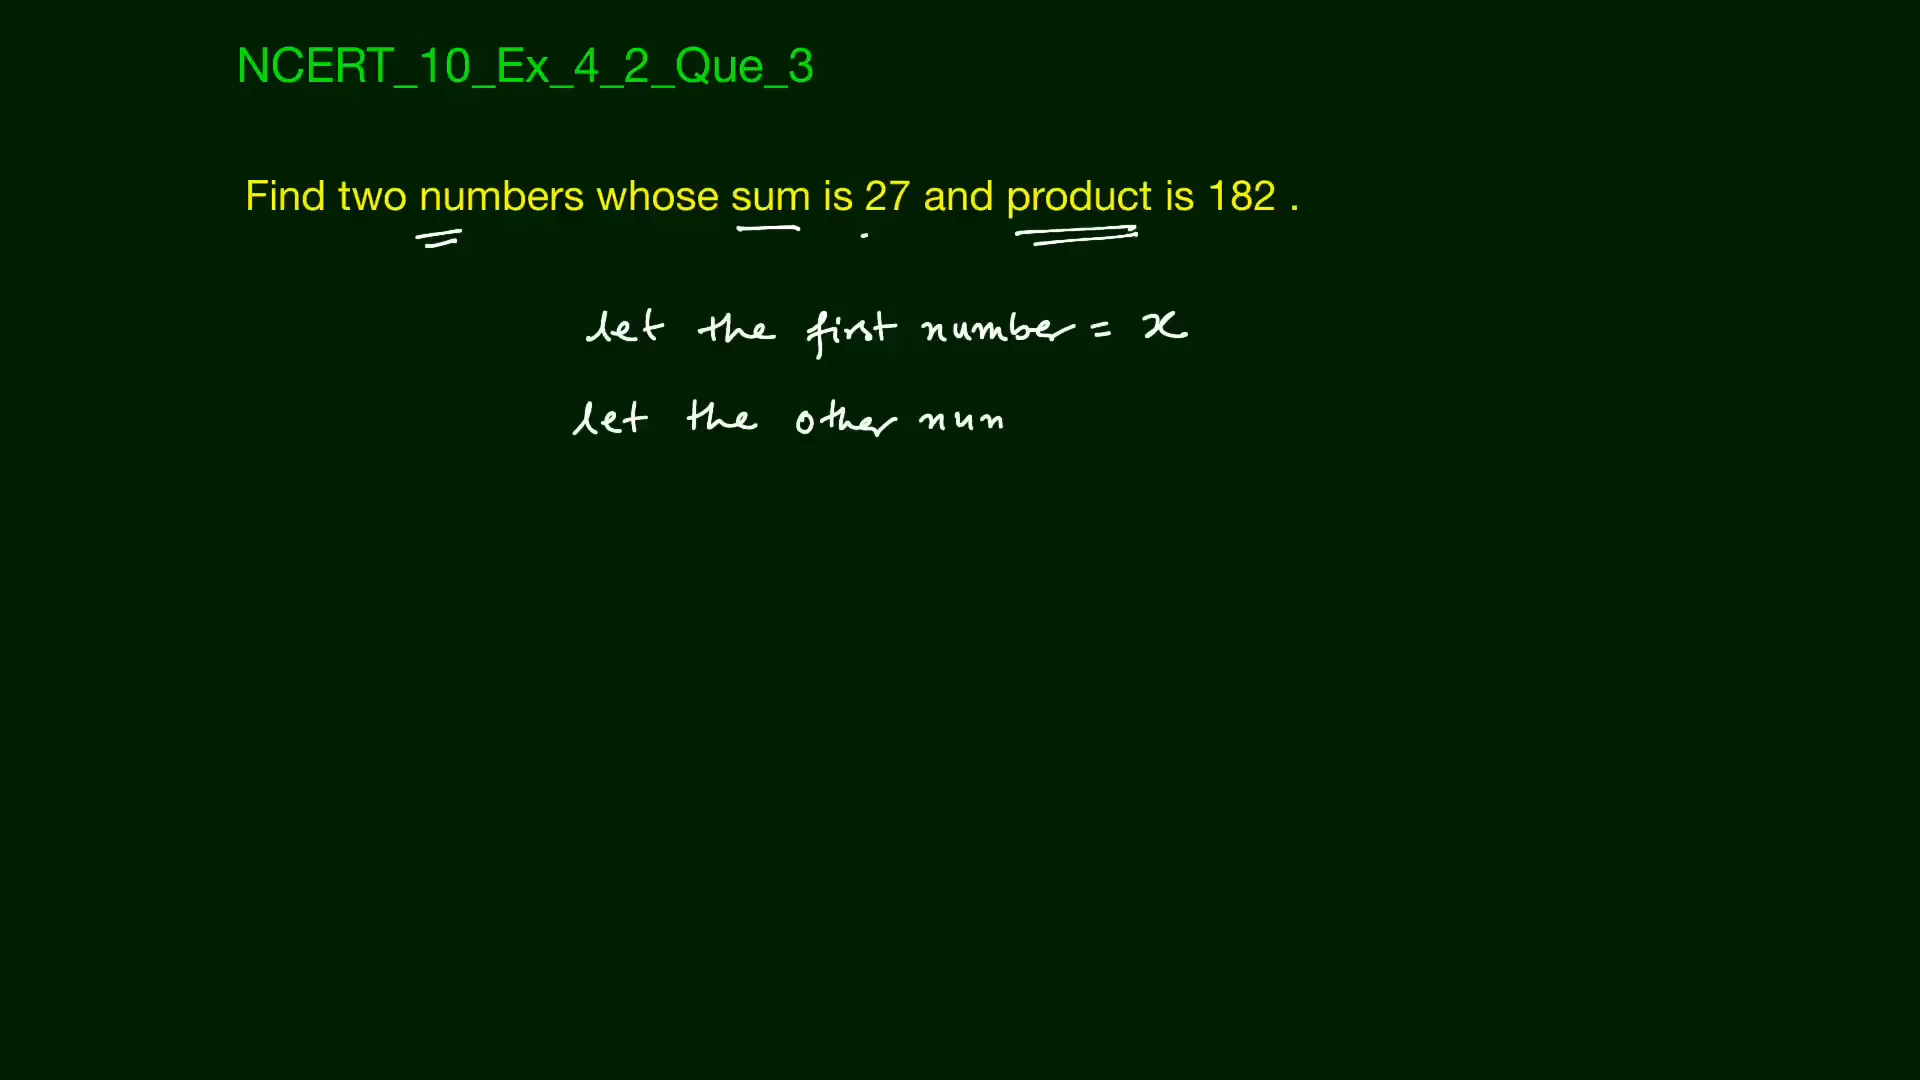 NCERT_10_Ex_4_2_Que_3
Find two numbers whose sum is 27 and product is 182 .
let the first number = x
let the other num